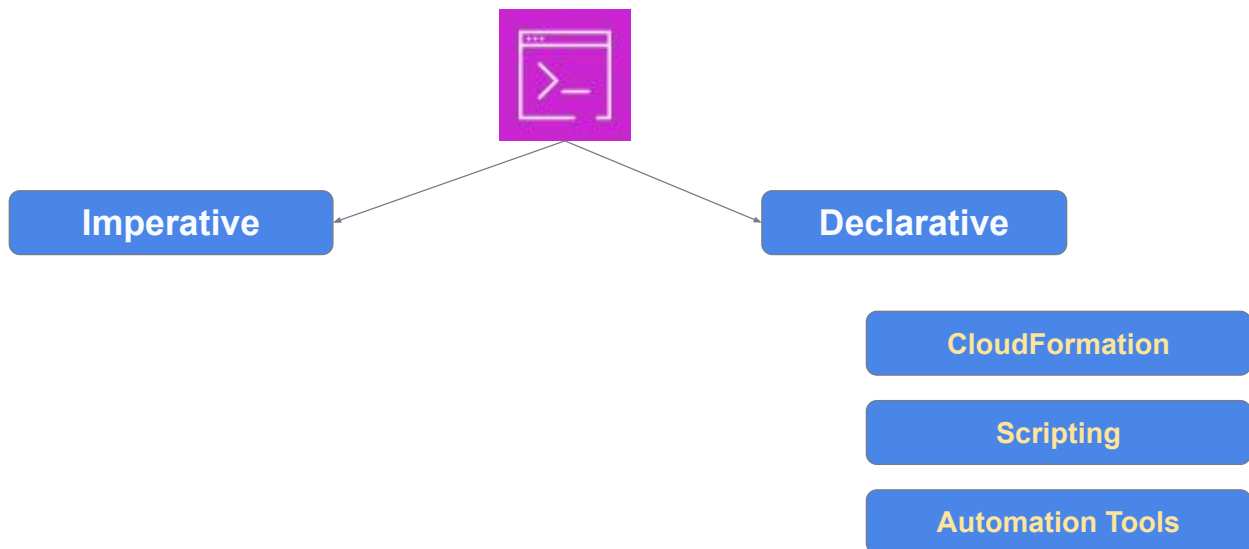 Imperative
Declarative
CloudFormation
Scripting
Automation Tools